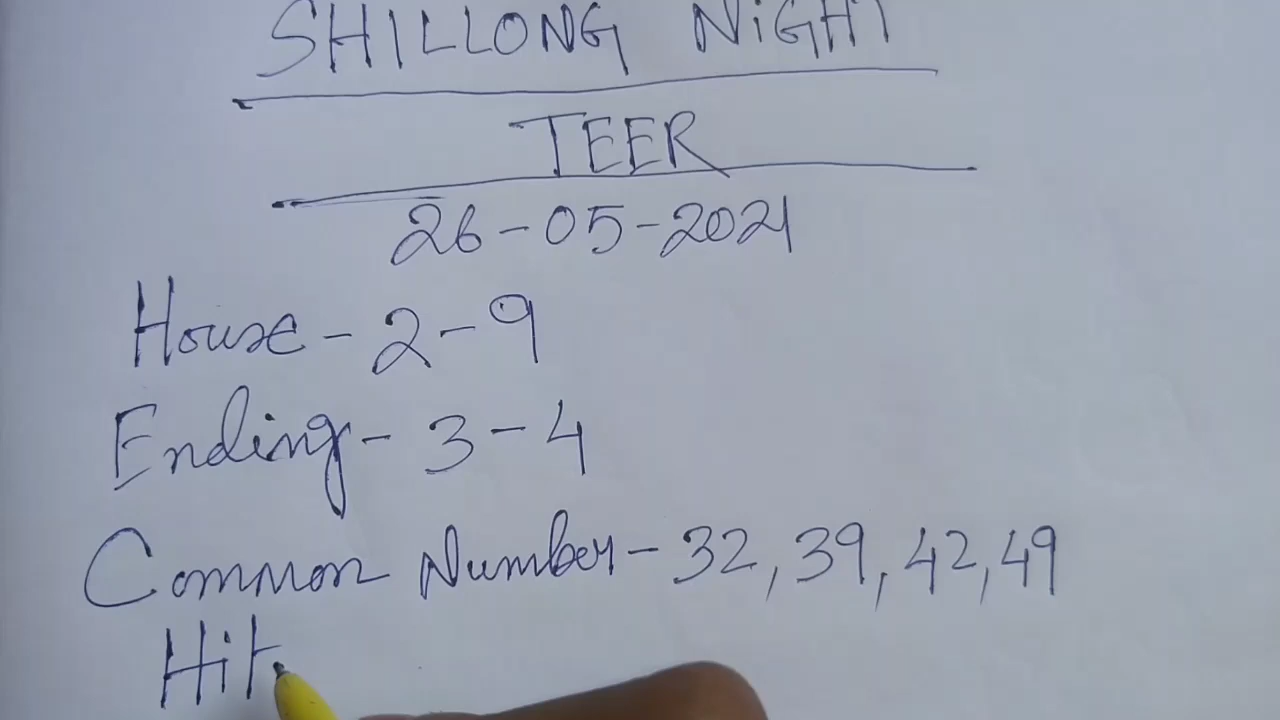 SHILLONG NiGHT
TEER
26-05-2021
House - 2-9
Ending - 3-4
Common Number - 32, 39, 42, 49
Hit